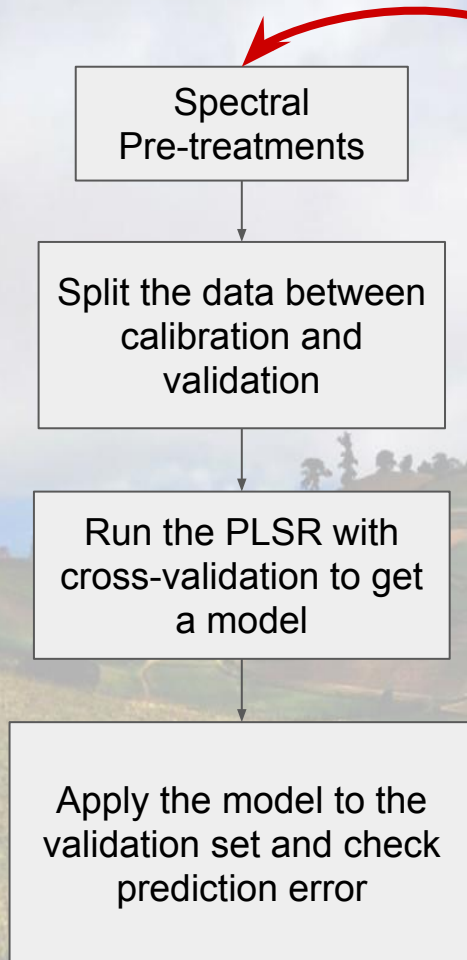 Spectral
Pre-treatments
Split the data between
calibration and
validation
Run the PLSR with
cross-validation to get
a model
Apply the model to the
validation set and check
prediction error